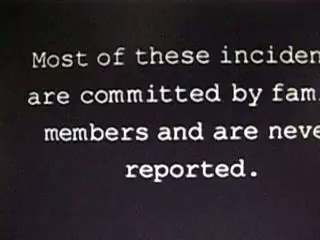 Most of these inciden
are committed by fam
members and are neve
reported.